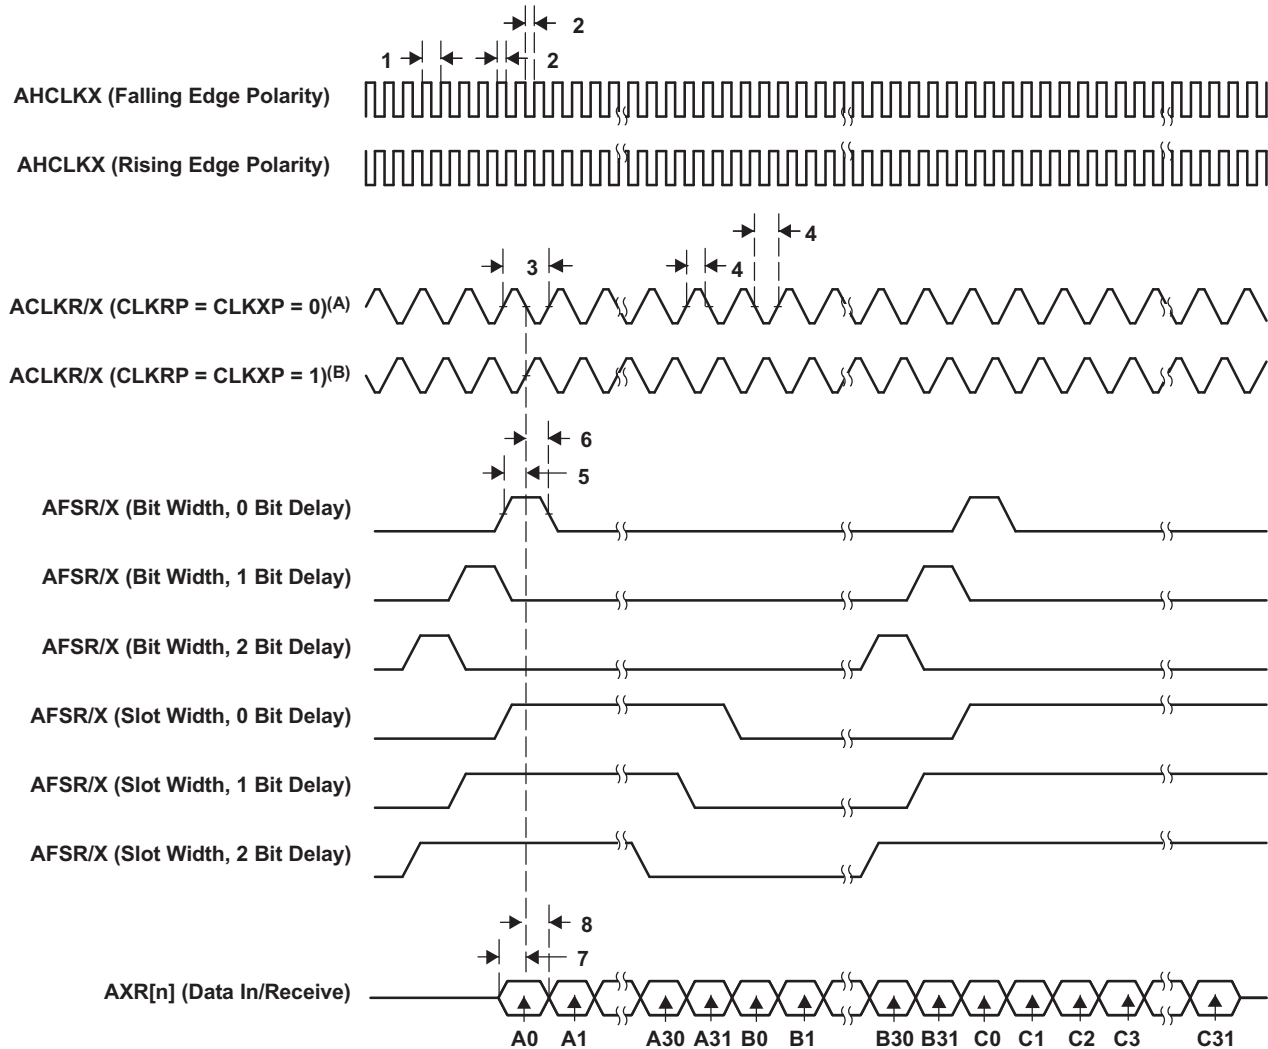 2
1 2
AHCLKX (Falling Edge Polarity)
AHCLKX (Rising Edge Polarity)
4
3 4
ACLKR/X (CLKRP = CLKXP = 0)(A)
ACLKR/X (CLKRP = CLKXP = 1)(B)
6
5
AFSR/X (Bit Width, 0 Bit Delay)
AFSR/X (Bit Width, 1 Bit Delay)
AFSR/X (Bit Width, 2 Bit Delay)
AFSR/X (Slot Width, 0 Bit Delay)
AFSR/X (Slot Width, 1 Bit Delay)
AFSR/X (Slot Width, 2 Bit Delay)
8
7
AXR[n] (Data In/Receive)
A0 A1 A30 A31 B0 B1 B30 B31 C0 C1 C2 C3 C31